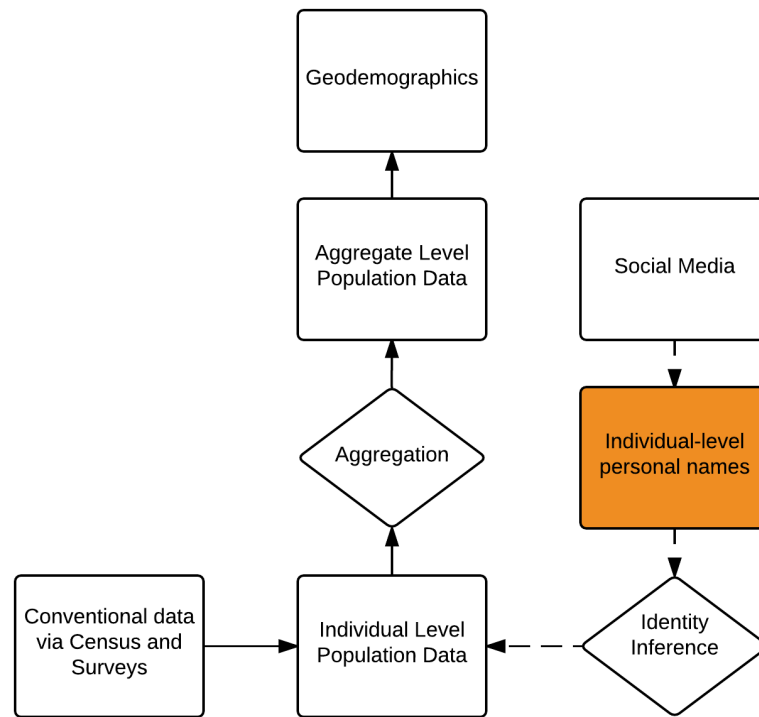 Geodemographics
Aggregate Level
Population Data
Social Media
Aggregation
Individual-level
personal names
Conventional data
via Census and
Surveys
Individual Level
Population Data
Identity
Inference